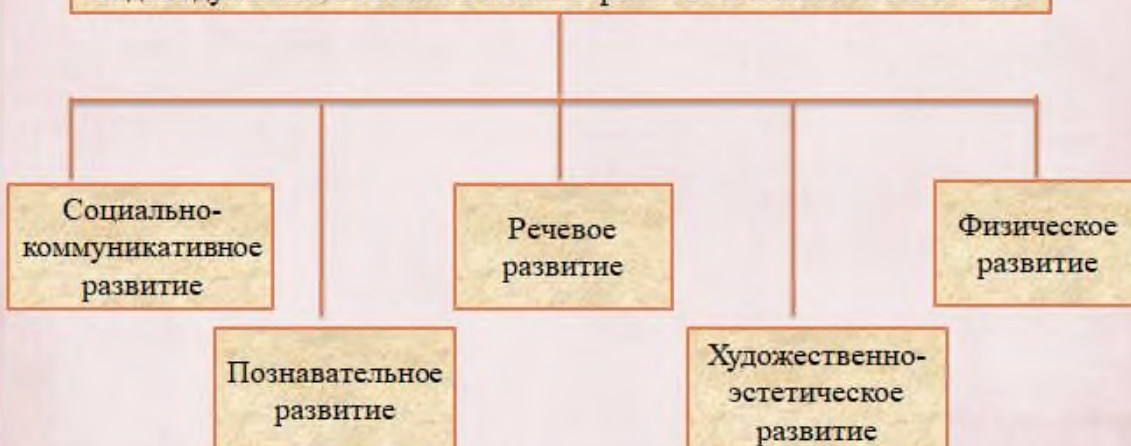 Социально-
коммуникативное
развитие
Познавательное
развитие
Речевое
развитие
Художественно-
эстетическое
развитие
Физическое
развитие